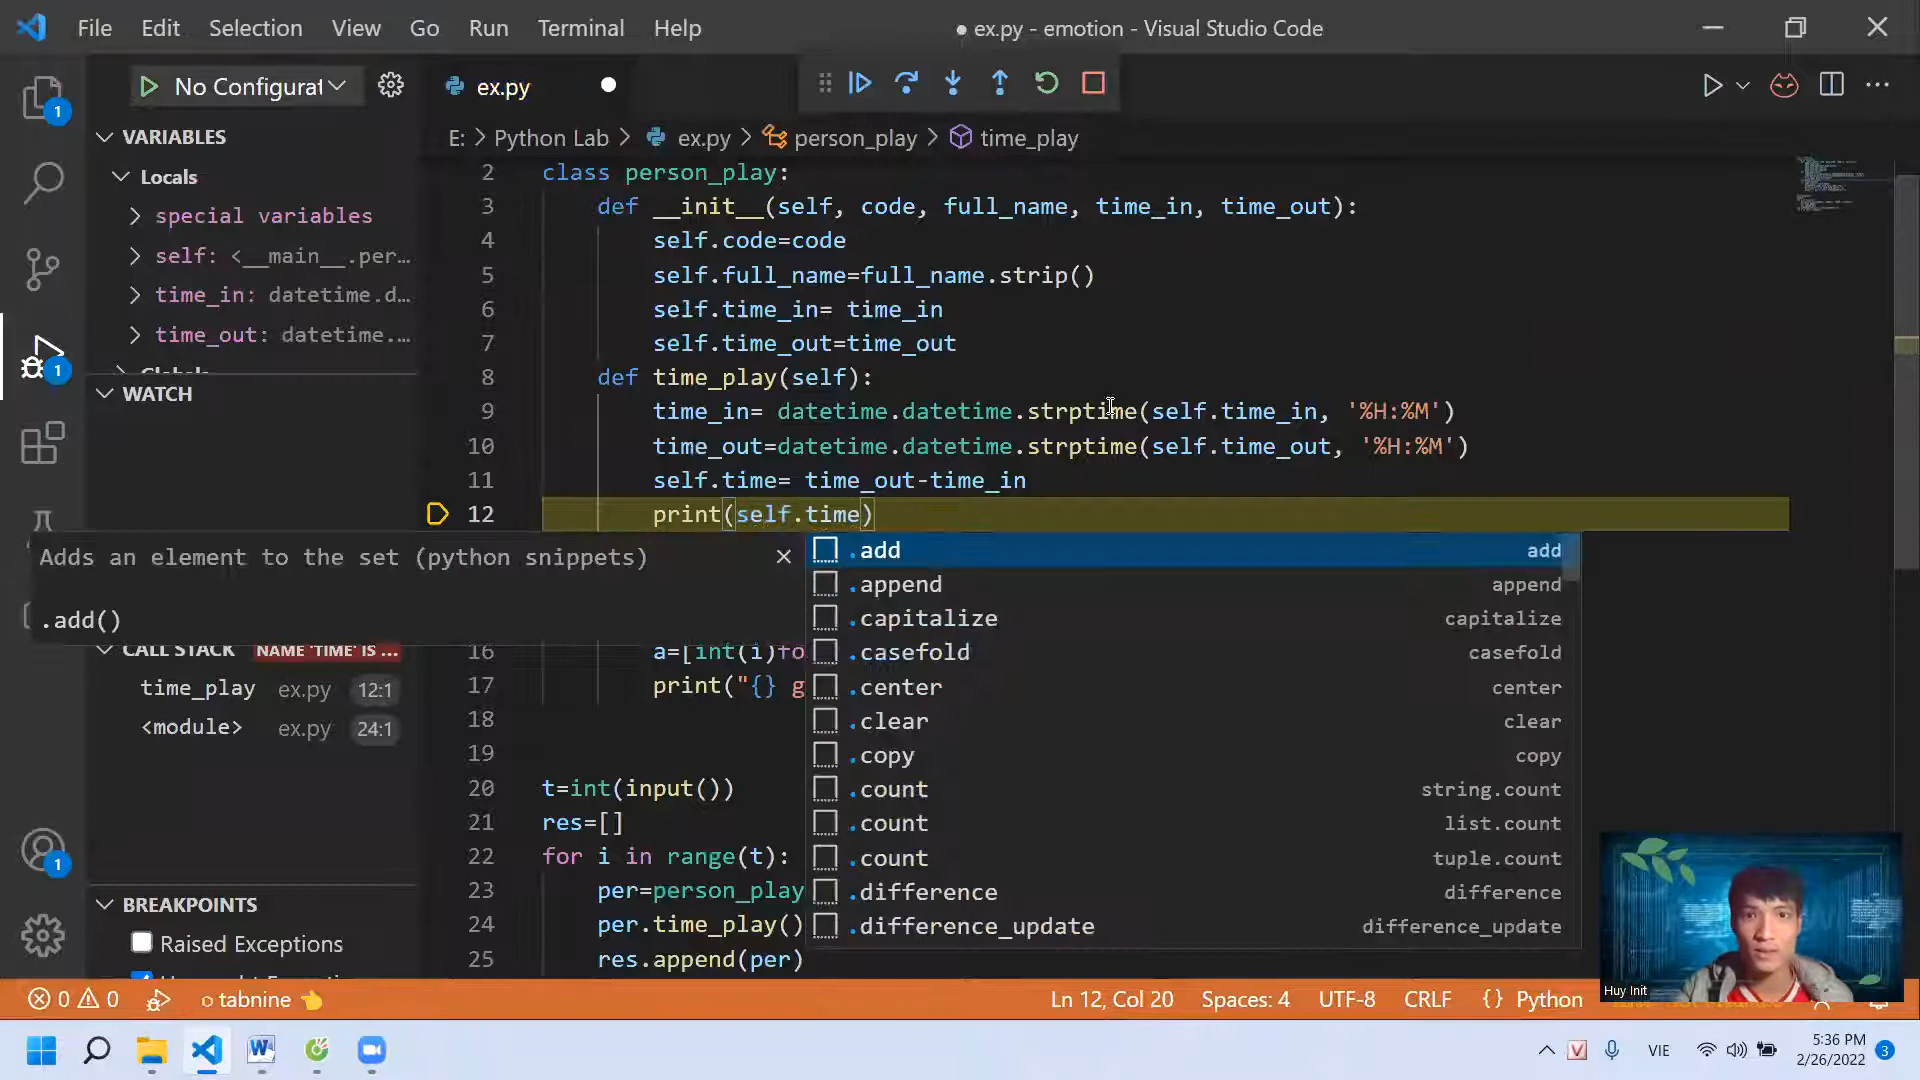 File Edit Selection View Go Run Terminal Help
● ex.py - emotion - Visual Studio Code
No Configurat
ex.py
E: > Python Lab > ex.py > person_play > time_play
VARIABLES
Locals
special variables
self: <__main__.per...
time_in: datetime.d...
time_out: datetime....
WATCH
2 class person_play:
3 def __init__(self, code, full_name, time_in, time_out):
4 self.code=code
5 self.full_name=full_name.strip()
6 self.time_in= time_in
7 self.time_out=time_out
8 def time_play(self):
9 time_in= datetime.datetime.strptime(self.time_in, '%H:%M')
10 time_out=datetime.datetime.strptime(self.time_out, '%H:%M')
11 self.time= time_out-time_in
12 print(self.time)
Adds an element to the set (python snippets)
.add()
.add add
.append append
.capitalize capitalize
.casefold casefold
.center center
.clear clear
.copy copy
.count string.count
.count list.count
.count tuple.count
.difference difference
.difference_update difference_update
CALL STACK NAME 'TIME' IS ...
time_play ex.py 12:1
<module> ex.py 24:1
16 a=[int(i)fo
17 print("{} g
18
19
20 t=int(input())
21 res=[]
22 for i in range(t):
23 per=person_play
24 per.time_play()
25 res.append(per)
BREAKPOINTS
Raised Exceptions
1
1
1
Huy Init
0 0 tabnine
Ln 12, Col 20 Spaces: 4 UTF-8 CRLF {} Python
VIE
5:36 PM
2/26/2022
3